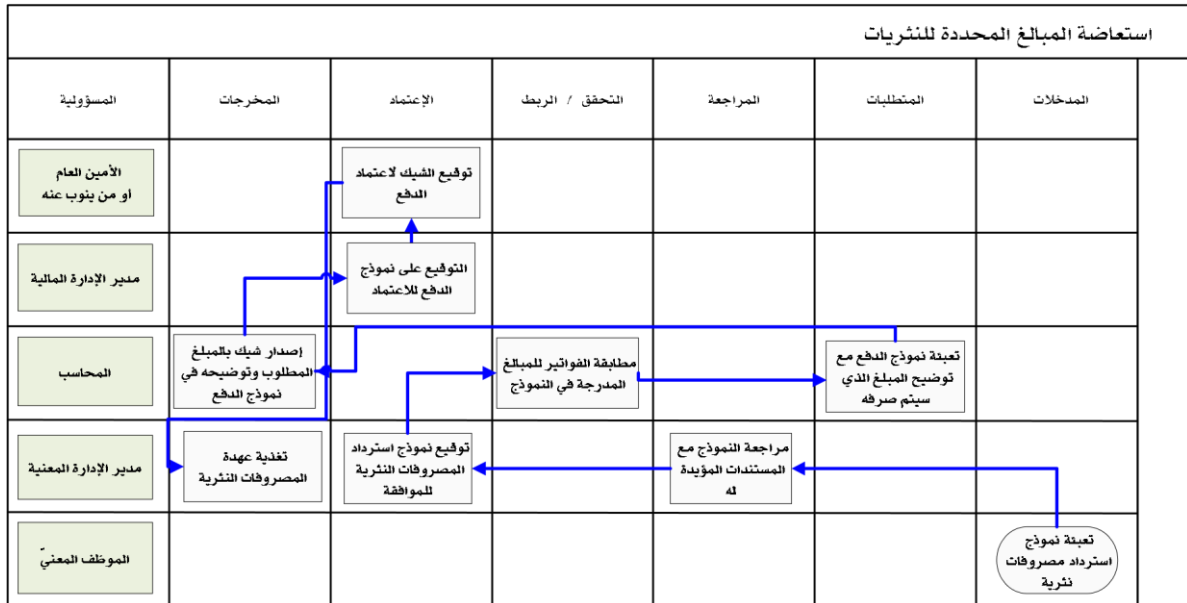 استعاضة المبالغ المحددة للنثريات
المدخلات
المتطلبات
المراجعة
التحقق / الربط
الإعتماد
المخرجات
المسؤولية
توقيع الشيك لاعتماد
الدفع
الأمين العام
او من ينوب عنه
التوقيع على نموذج
الدفع للاعتماد
مدير الإدارة المالية
تعبئة نموذج الدفع مع
توضيح المبلغ الذي
سيتم صرفه
مطابقة الفواتير للمبالغ
المدرجة في النموذج
إصدار شيك بالمبلغ
المطلوب وتوضيحه في
نموذج الدفع
المحاسب
مراجعة النموذج مع
المستندات المؤيدة
له
توقيع نموذج استرداد
المصروفات النثرية
للموافقة
تغذية عهدة
المصروفات النثرية
مدير الإدارة المعنية
تعبئة نموذج
استرداد مصروفات
نثرية
الموظف المعنيّ